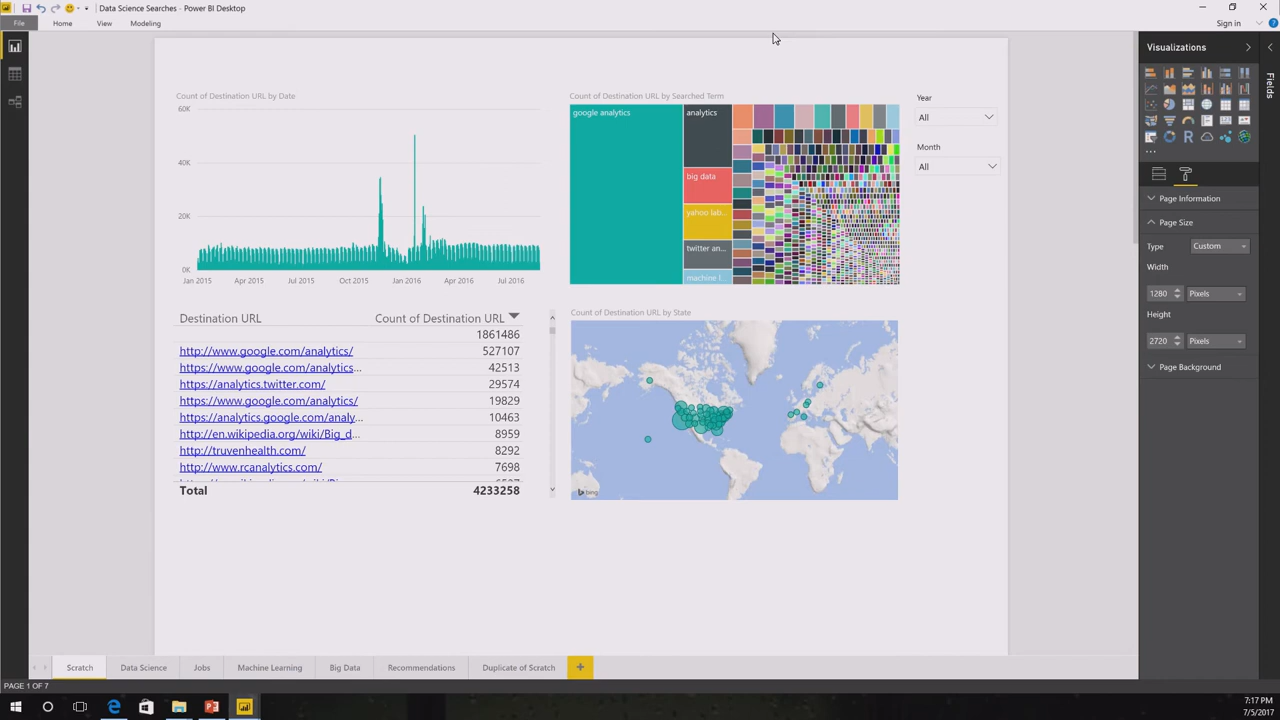 Data Science Searches - Power BI Desktop
File
Home
View
Modeling
Sign in
Count of Destination URL by Date
60K
40K
20K
0K
Jan 2015
Apr 2015
Jul 2015
Oct 2015
Jan 2016
Apr 2016
Jul 2016
Count of Destination URL by Searched Term
google analytics
analytics
big data
yahoo lab...
twitter an...
machine l...
Year
All
Month
All
Destination URL Count of Destination URL
1861486
http://www.google.com/analytics/ 527107
https://www.google.com/analytics... 42513
https://analytics.twitter.com/ 29574
https://www.google.com/analytics/ 19829
https://analytics.google.com/analy... 10463
http://en.wikipedia.org/wiki/Big_d... 8959
http://truvenhealth.com/ 8292
http://www.rcanalytics.com/ 7698
Total 4233258
Count of Destination URL by State
bing
Visualizations
Fields
Page Information
Page Size
Type Custom
Width
1280 Pixels
Height
2720 Pixels
Page Background
Scratch
Data Science
Jobs
Machine Learning
Big Data
Recommendations
Duplicate of Scratch
PAGE 1 OF 7
7:17 PM
7/5/2017